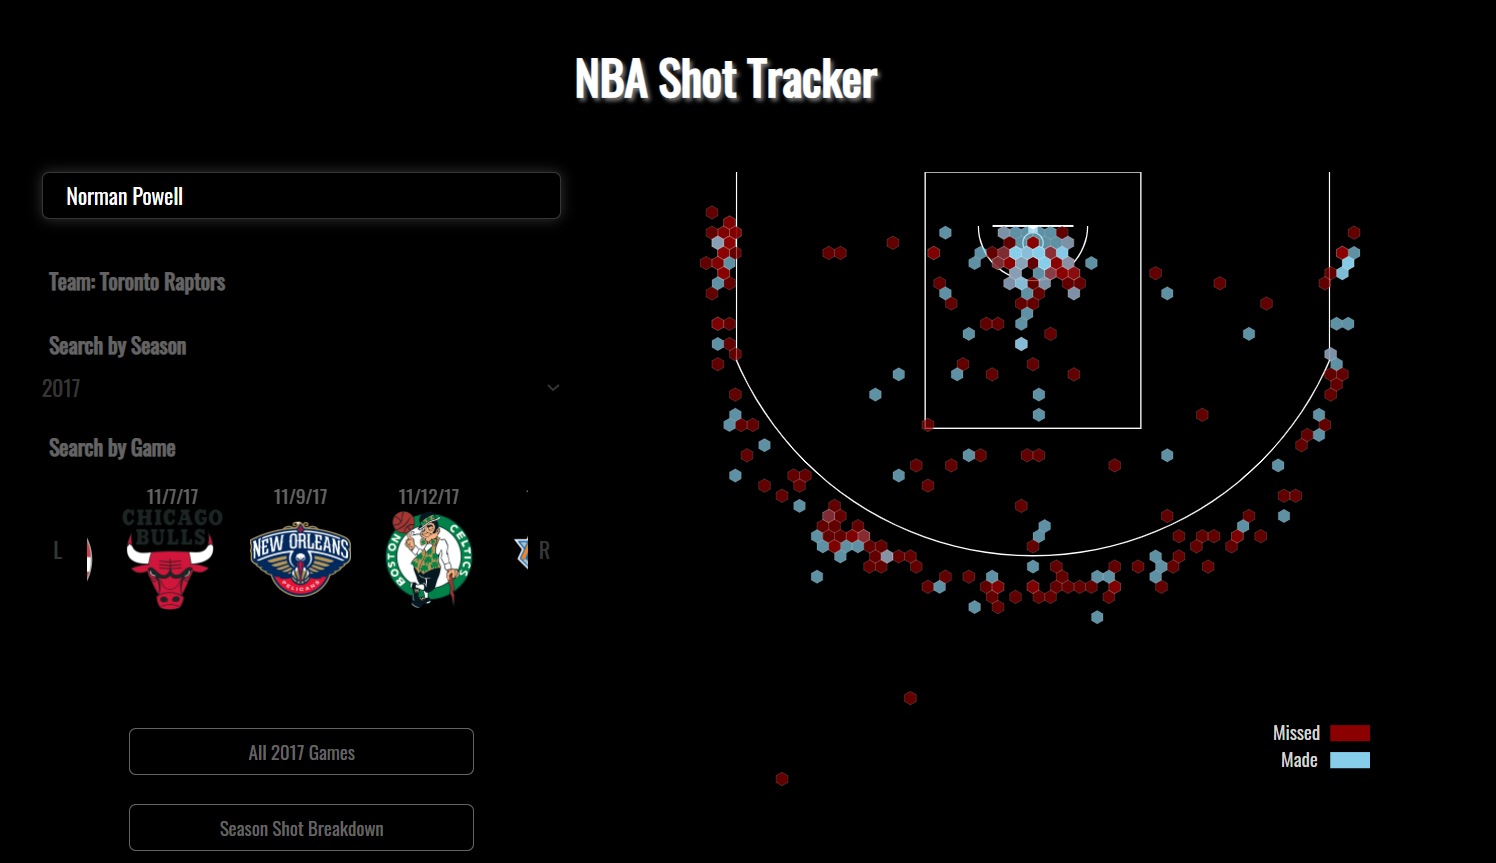 NBA Shot Tracker
Norman Powell
Team: Toronto Raptors
Search by Season
2017
Search by Game
11/7/17
11/9/17
11/12/17
CHICAGO
BULLS
NEW ORLEANS
PELICANS
BOSTON
CELTICS
L
R
All 2017 Games
Season Shot Breakdown
Missed
Made